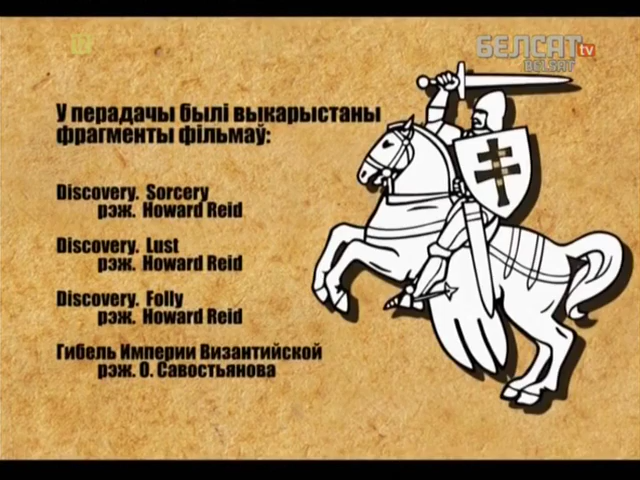 БЕЛСАТ tv
BELSAT
У перадачы былі выкарыстаны
фрагменты фільмаў:
Discovery. Sorcery
рэж. Howard Reid
Discovery. Lust
рэж. Howard Reid
Discovery. Folly
рэж. Howard Reid
Гибель Империи Византийской
рэж. О. Савостьянова